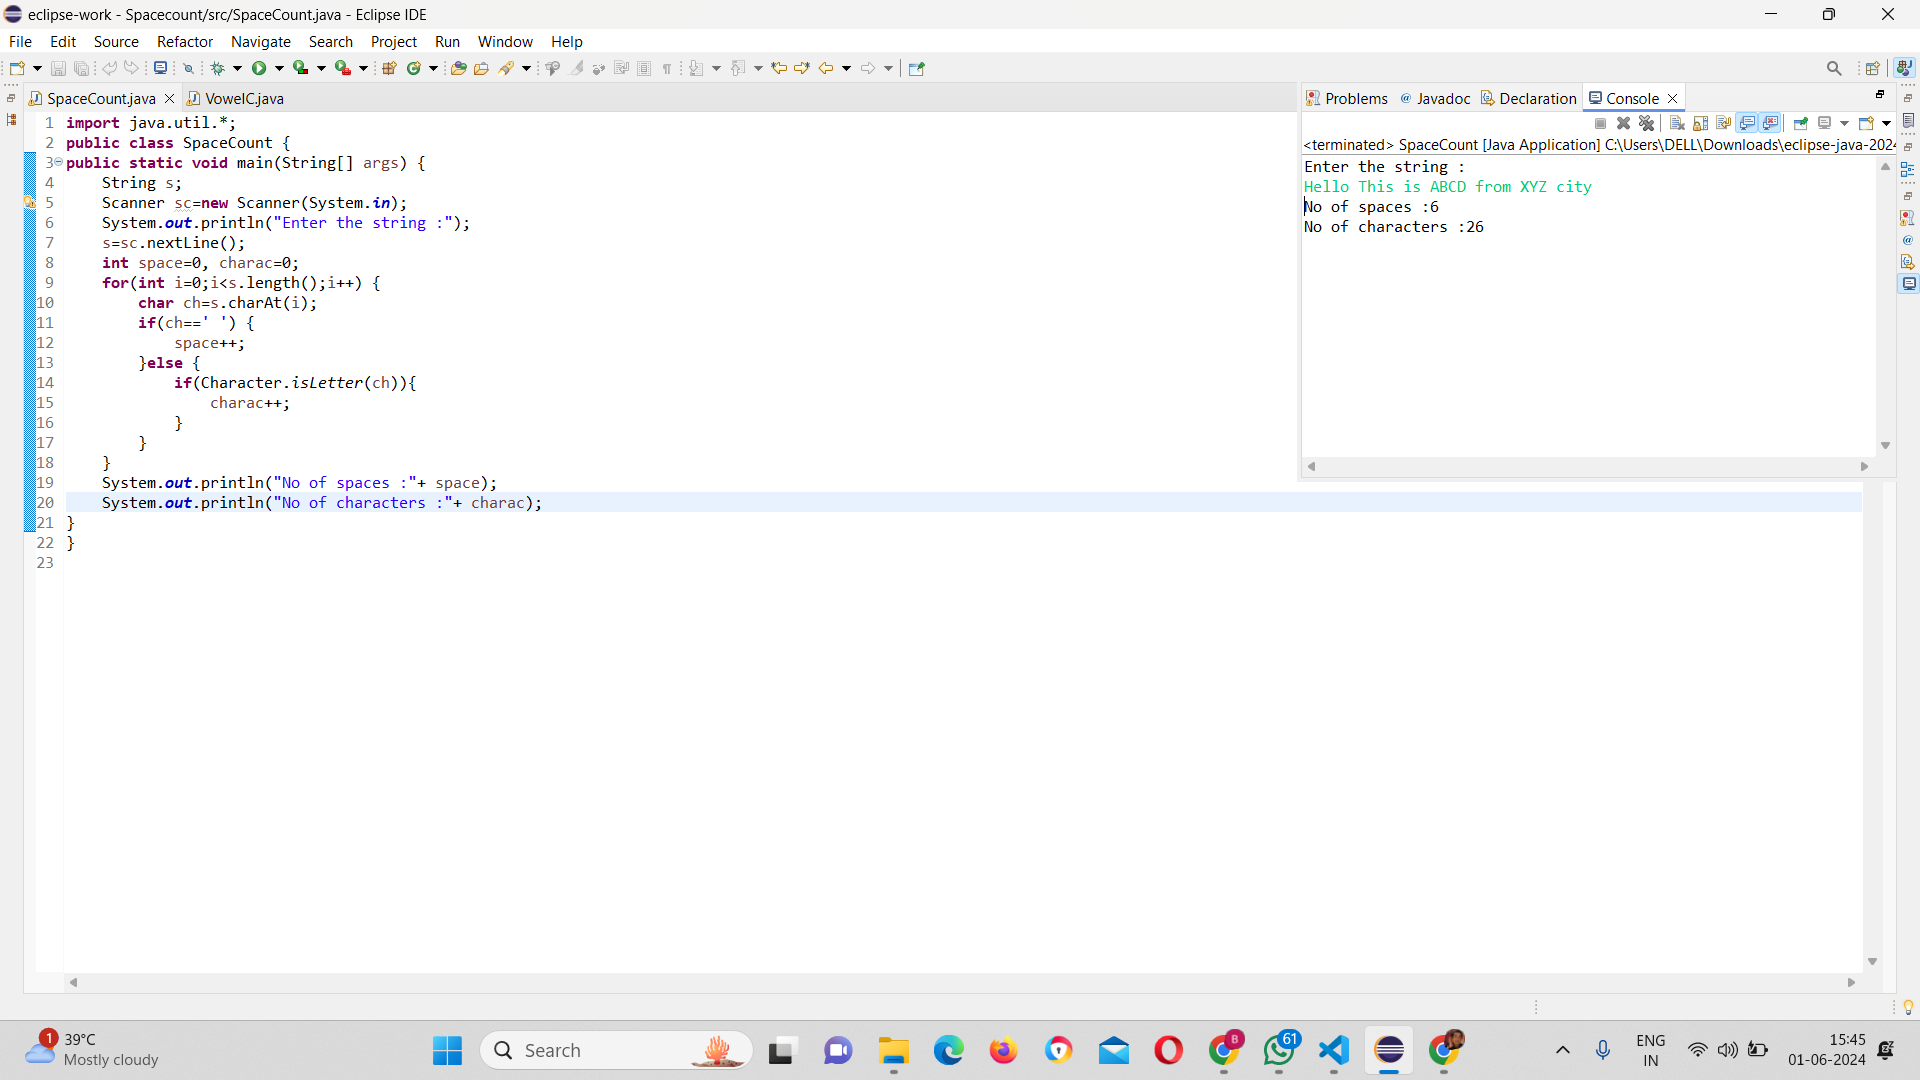 eclipse-work - Spacecount/src/SpaceCount.java - Eclipse IDE
File Edit Source Refactor Navigate Search Project Run Window Help
SpaceCount.java VowelC.java
1 import java.util.*;
2 public class SpaceCount {
3 public static void main(String[] args) {
4 String s;
5 Scanner sc=new Scanner(System.in);
6 System.out.println("Enter the string :");
7 s=sc.nextLine();
8 int space=0, charac=0;
9 for(int i=0;i<s.length();i++) {
10 char ch=s.charAt(i);
11 if(ch==' ') {
12 space++;
13 }else {
14 if(Character.isLetter(ch)){
15 charac++;
16 }
17 }
18 }
19 System.out.println("No of spaces :"+ space);
20 System.out.println("No of characters :"+ charac);
21 }
22 }
23
Problems Javadoc Declaration Console
<terminated> SpaceCount [Java Application] C:\Users\DELL\Downloads\eclipse-java-2024
Enter the string :
Hello This is ABCD from XYZ city
No of spaces :6
No of characters :26
1
39°C
Mostly cloudy
Search
B
61
ENG
IN
15:45
01-06-2024